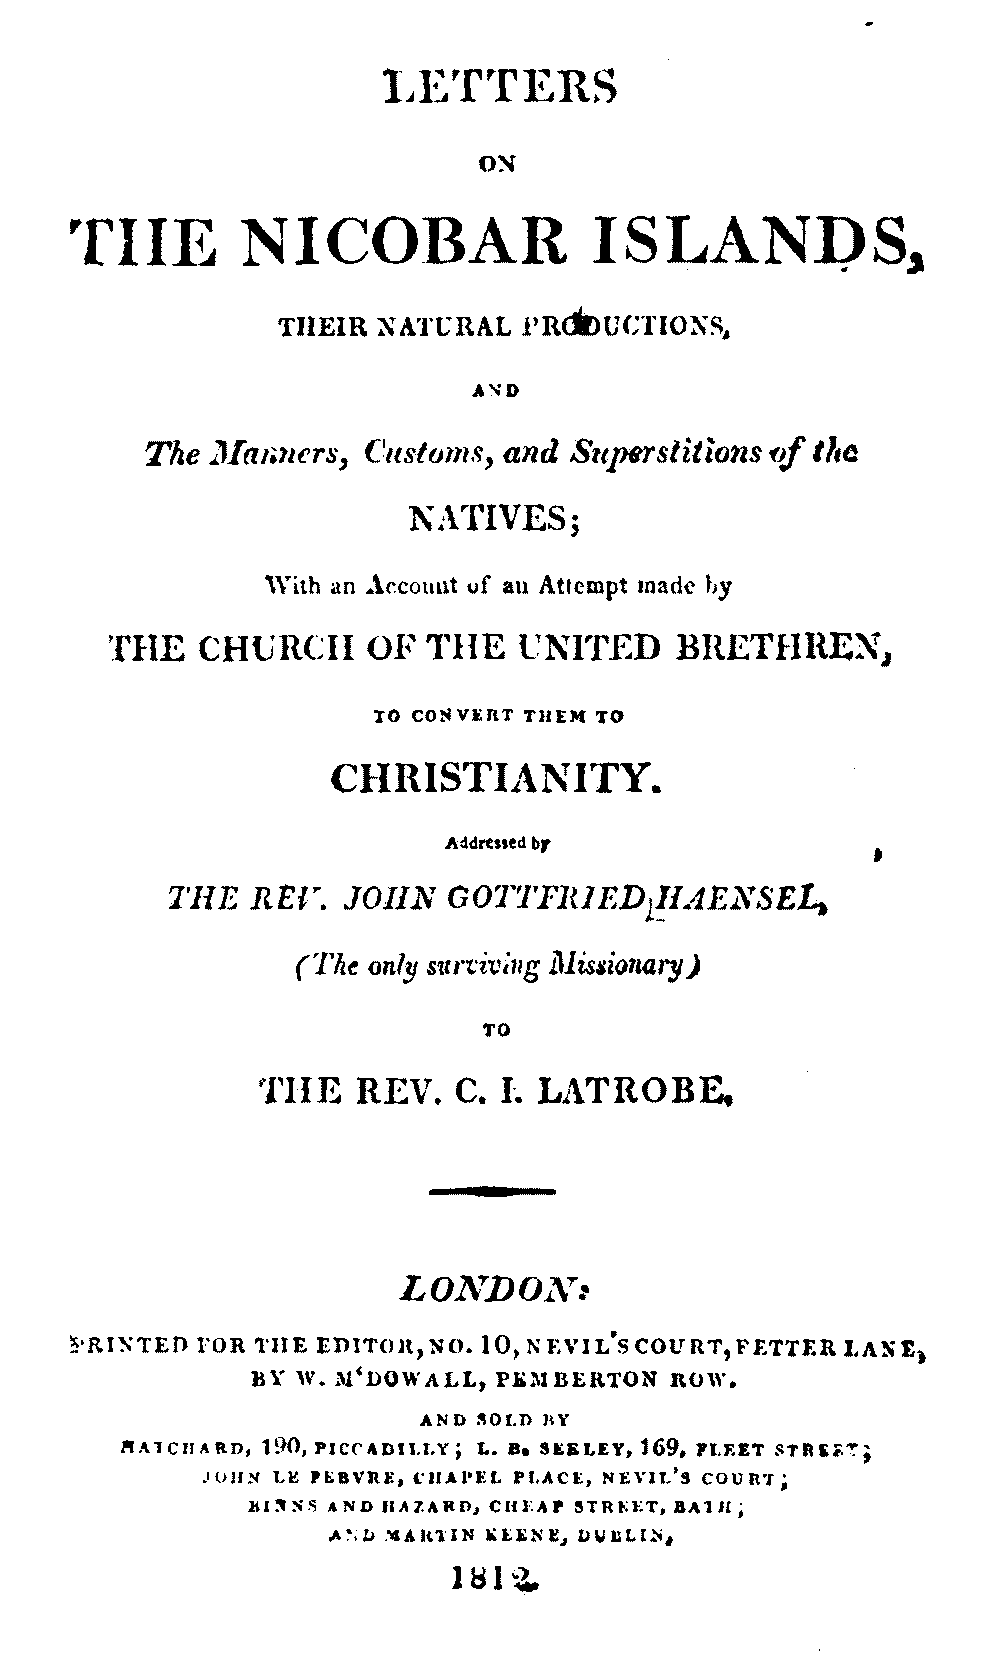 LETTERS
ON
THE NICOBAR ISLANDS,
THEIR NATURAL PRODUCTIONS,
AND
The Manners, Customs, and Superstitions of the
NATIVES;
With an Account of an Attempt made by
THE CHURCH OF THE UNITED BRETHREN,
TO CONVERT THEM TO
CHRISTIANITY.
Addressed by
THE REV. JOHN GOTTFRIED HAENSEL,
(The only surviving Missionary)
TO
THE REV. C. I. LATROBE.
LONDON:
PRINTED FOR THE EDITOR, NO. 10, NEVIL'S COURT, FETTER LANE,
BY W. M‘DOWALL, PEMBERTON ROW.
AND SOLD BY
HATCHARD, 190, PICCADILLY; L. B. SEELEY, 169, FLEET STREET;
JOHN LE FEBVRE, CHAPEL PLACE, NEVIL'S COURT;
BINNS AND HAZARD, CHEAP STREET, BATH;
AND MARTIN KEENE, DUBLIN,
1812.